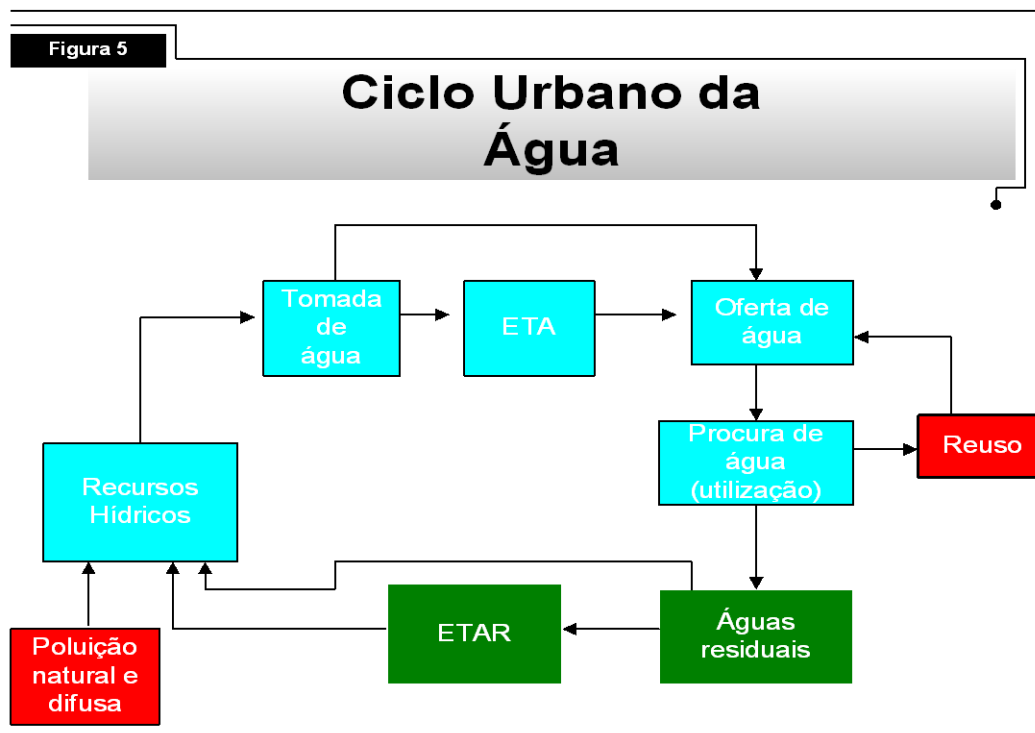 Figura 5
Ciclo Urbano da
Água
Tomada
de
água
ETA
Oferta de
água
Procura de
água
(utilização)
Reuso
Recursos
Hídricos
Poluição
natural e
difusa
ETAR
Águas
residuais